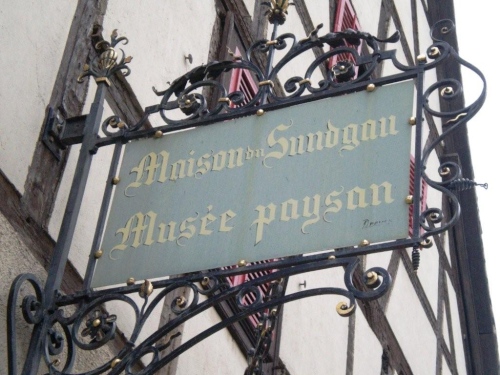 Maison du Sundgau
Musée paysan